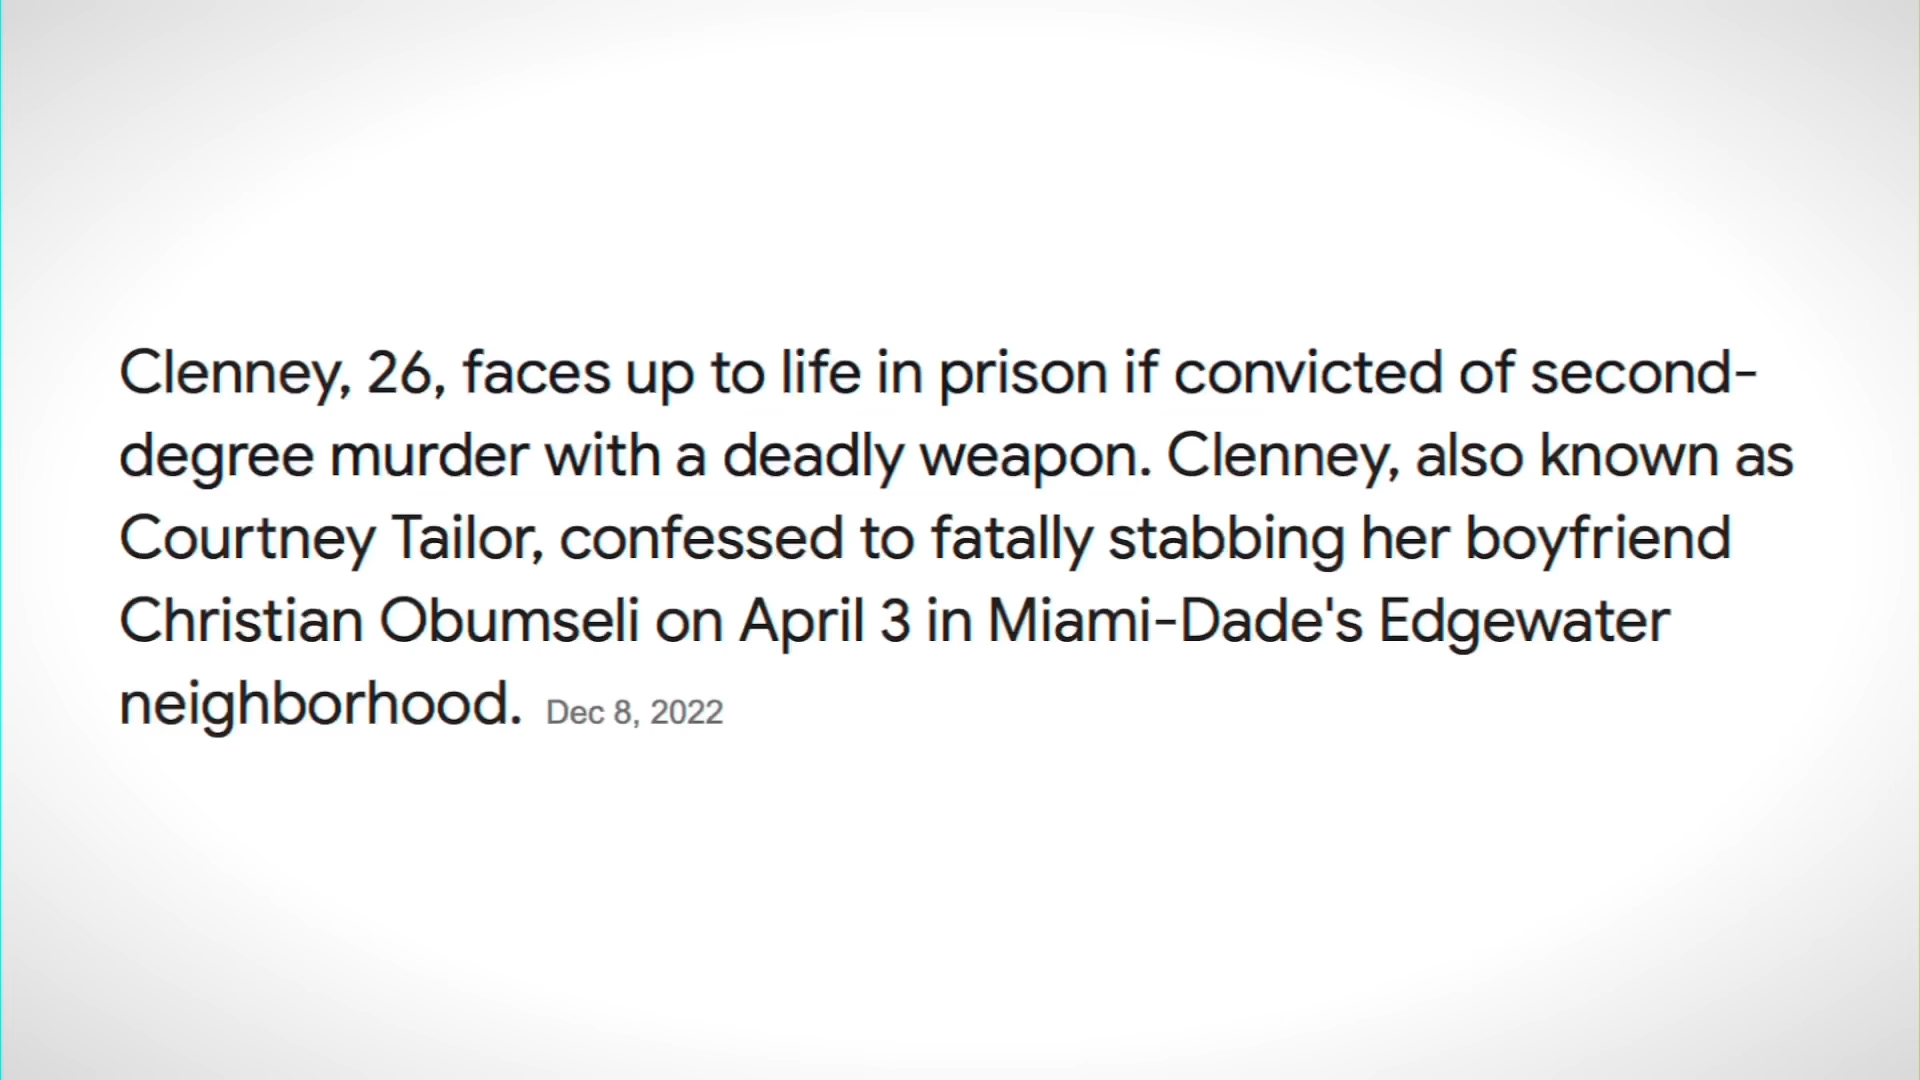 Clenney, 26, faces up to life in prison if convicted of second-
degree murder with a deadly weapon. Clenney, also known as
Courtney Tailor, confessed to fatally stabbing her boyfriend
Christian Obumseli on April 3 in Miami-Dade's Edgewater
neighborhood. Dec 8, 2022